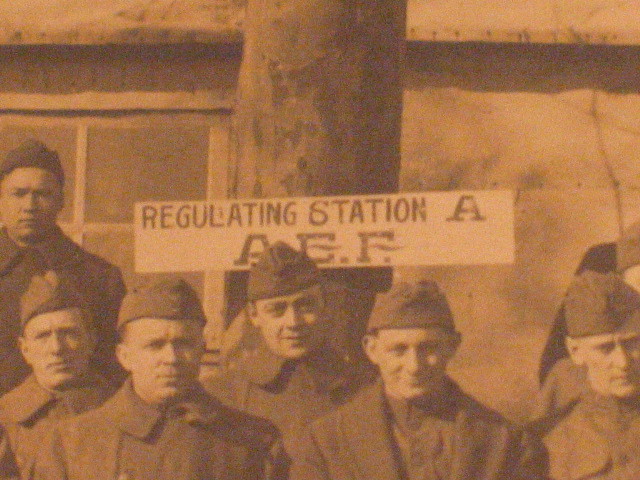 REGULATING STATION A
A.E.F.